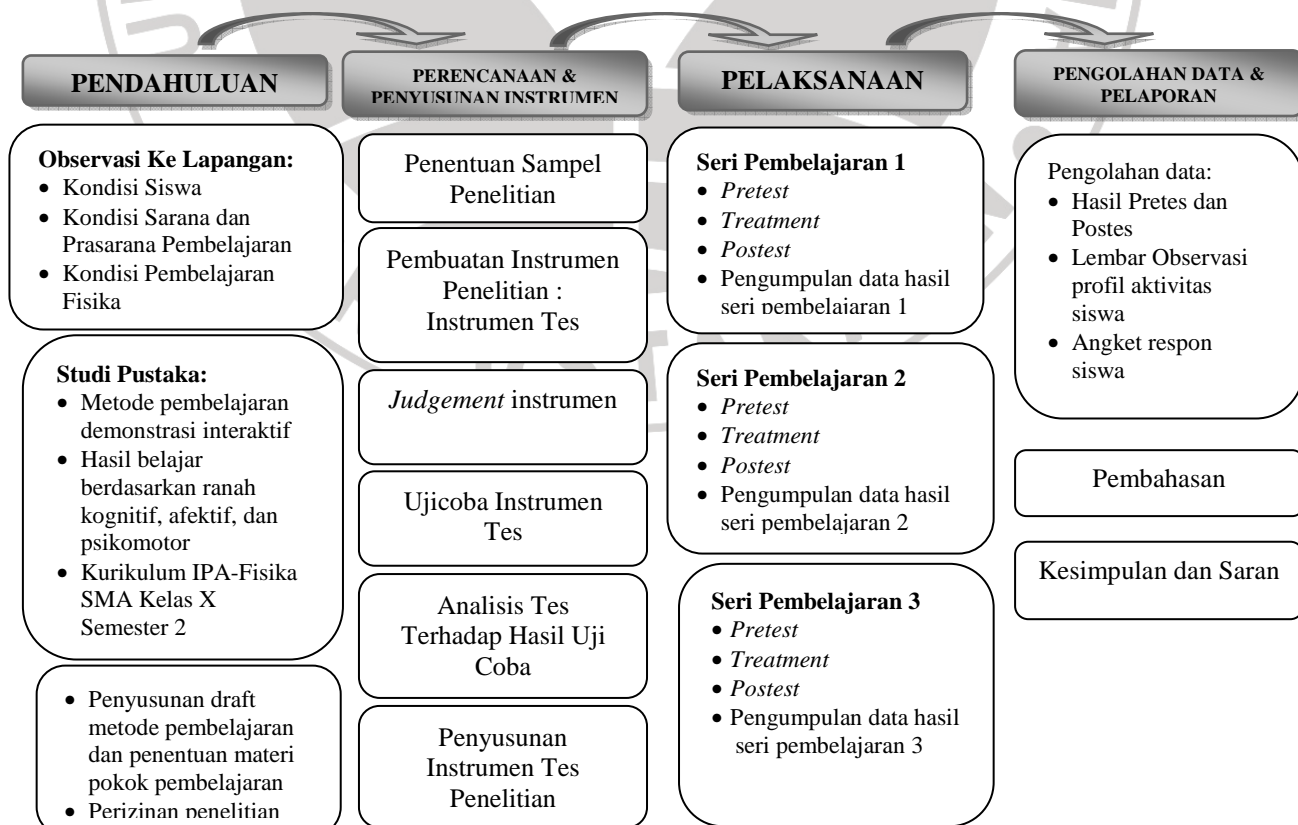 PENDAHULUAN
Observasi Ke Lapangan:
• Kondisi Siswa
• Kondisi Sarana dan
Prasarana Pembelajaran
• Kondisi Pembelajaran
Fisika
Studi Pustaka:
• Metode pembelajaran
demonstrasi interaktif
• Hasil belajar
berdasarkan ranah
kognitif, afektif, dan
psikomotor
• Kurikulum IPA-Fisika
SMA Kelas X
Semester 2
• Penyusunan draft
metode pembelajaran
dan penentuan materi
pokok pembelajaran
• Perizinan penelitian
PERENCANAAN &
PENYUSUNAN INSTRUMEN
Penentuan Sampel
Penelitian
Pembuatan Instrumen
Penelitian :
Instrumen Tes
Judgement instrumen
Ujicoba Instrumen
Tes
Analisis Tes
Terhadap Hasil Uji
Coba
Penyusunan
Instrumen Tes
Penelitian
PELAKSANAAN
Seri Pembelajaran 1
• Pretest
• Treatment
• Postest
• Pengumpulan data hasil
seri pembelajaran 1
Seri Pembelajaran 2
• Pretest
• Treatment
• Postest
• Pengumpulan data hasil
seri pembelajaran 2
Seri Pembelajaran 3
• Pretest
• Treatment
• Postest
• Pengumpulan data hasil
seri pembelajaran 3
PENGOLAHAN DATA &
PELAPORAN
Pengolahan data:
• Hasil Pretes dan
Postes
• Lembar Observasi
profil aktivitas
siswa
• Angket respon
siswa
Pembahasan
Kesimpulan dan Saran